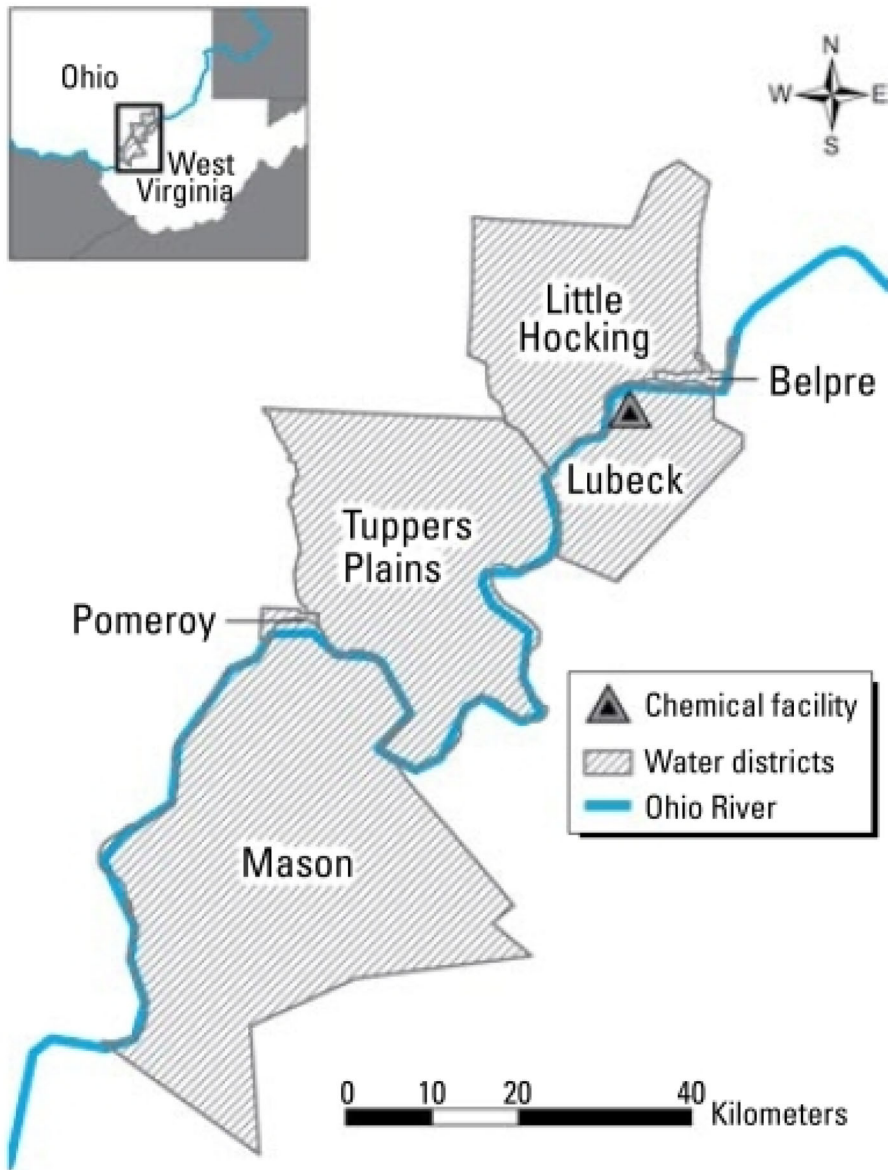 Ohio
West
Virginia
N
W E
S
Little
Hocking
Belpre
Lubeck
Tuppers
Plains
Pomeroy
Chemical facility
Water districts
Ohio River
Mason
0 10 20 40
Kilometers